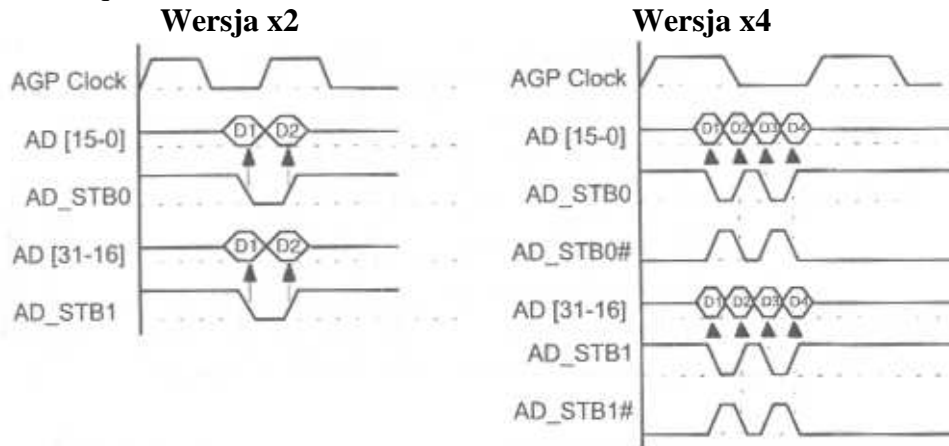 Wersja x2
AGP Clock
AD [15-0]
D1 D2
AD_STB0
AD [31-16]
D1 D2
AD_STB1
Wersja x4
AGP Clock
AD [15-0]
D1 D2 D3 D4
AD_STB0
AD_STB0#
AD [31-16]
D1 D2 D3 D4
AD_STB1
AD_STB1#